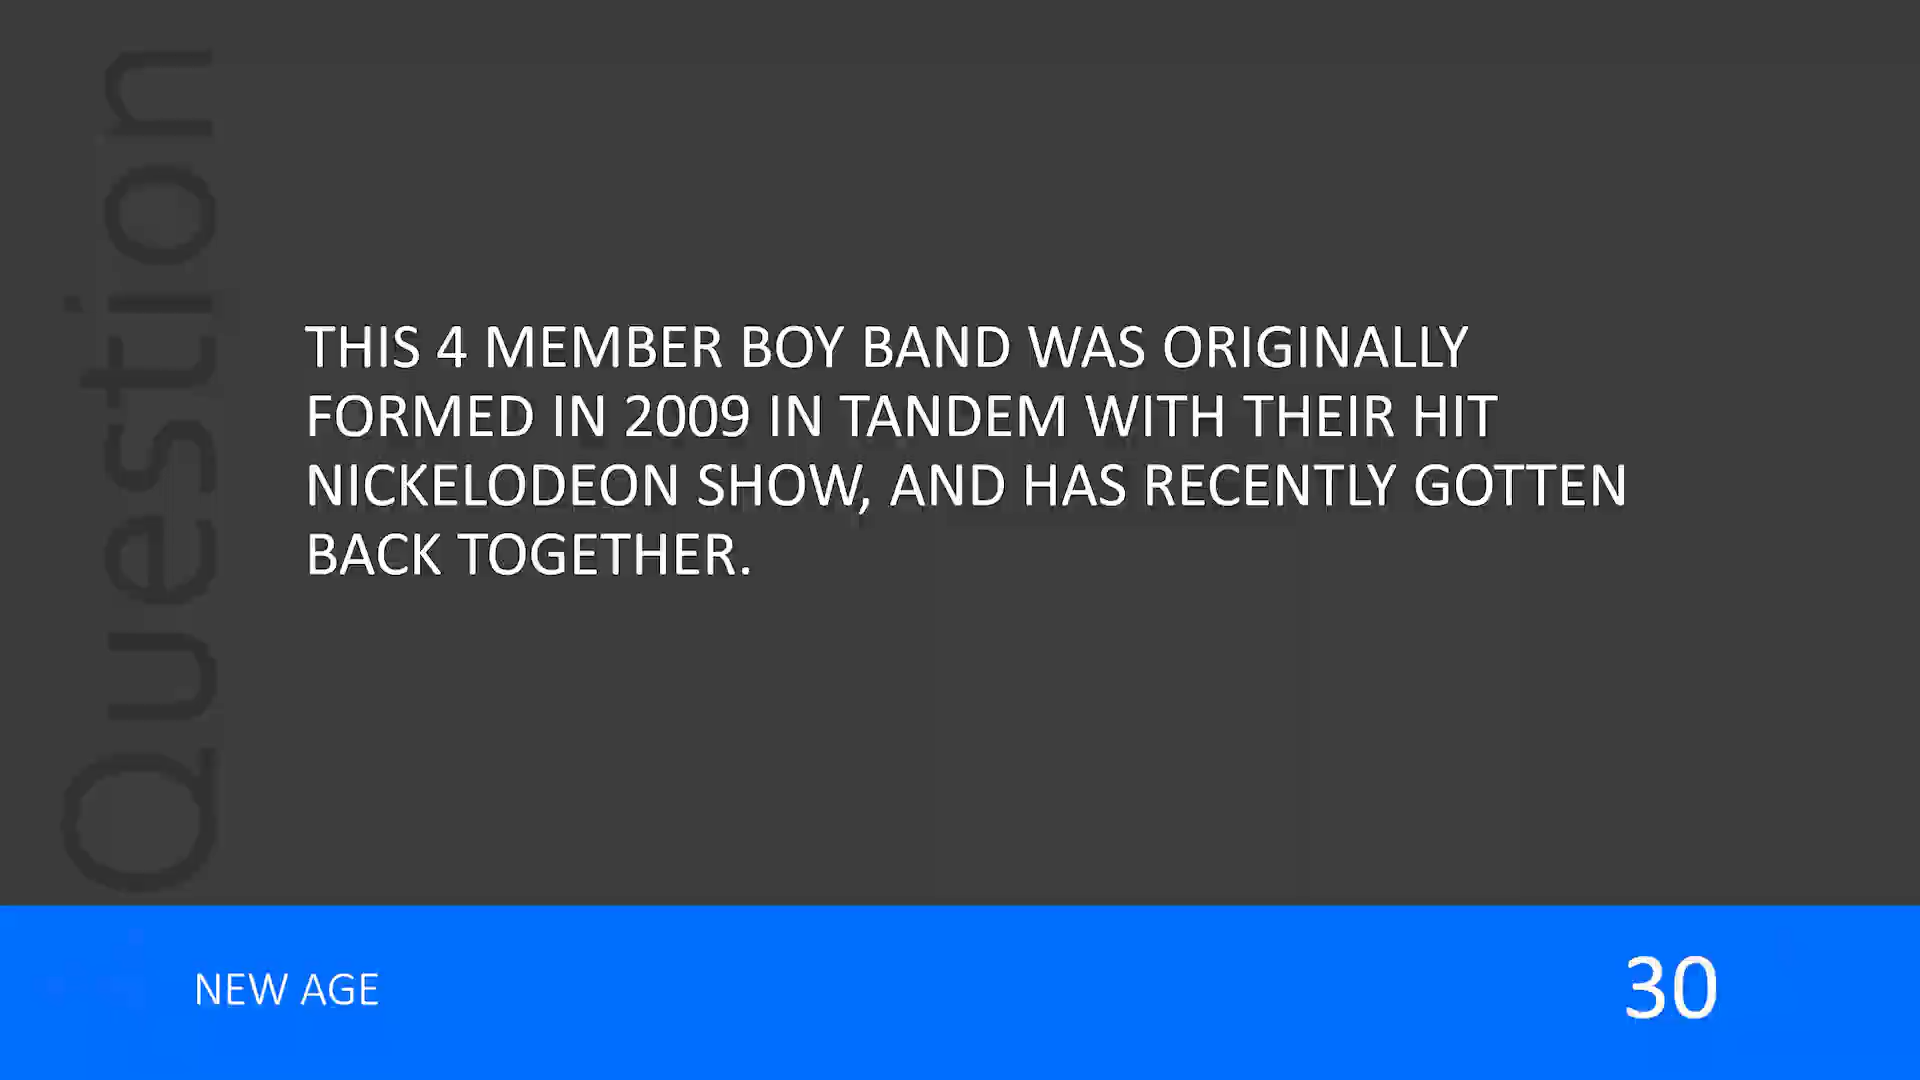 Question
THIS 4 MEMBER BOY BAND WAS ORIGINALLY
FORMED IN 2009 IN TANDEM WITH THEIR HIT
NICKELODEON SHOW, AND HAS RECENTLY GOTTEN
BACK TOGETHER.
NEW AGE
30